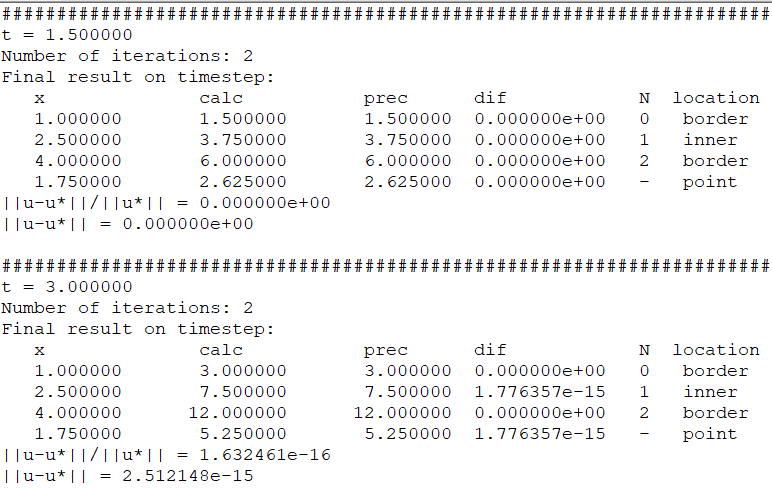 ######################################################################
t = 1.500000
Number of iterations: 2
Final result on timestep:
x calc prec dif N location
1.000000 1.500000 1.500000 0.000000e+00 0 border
2.500000 3.750000 3.750000 0.000000e+00 1 inner
4.000000 6.000000 6.000000 0.000000e+00 2 border
1.750000 2.625000 2.625000 0.000000e+00 - point
||u-u*||/||u*|| = 0.000000e+00
||u-u*|| = 0.000000e+00
######################################################################
t = 3.000000
Number of iterations: 2
Final result on timestep:
x calc prec dif N location
1.000000 3.000000 3.000000 0.000000e+00 0 border
2.500000 7.500000 7.500000 1.776357e-15 1 inner
4.000000 12.000000 12.000000 0.000000e+00 2 border
1.750000 5.250000 5.250000 1.776357e-15 - point
||u-u*||/||u*|| = 1.632461e-16
||u-u*|| = 2.512148e-15